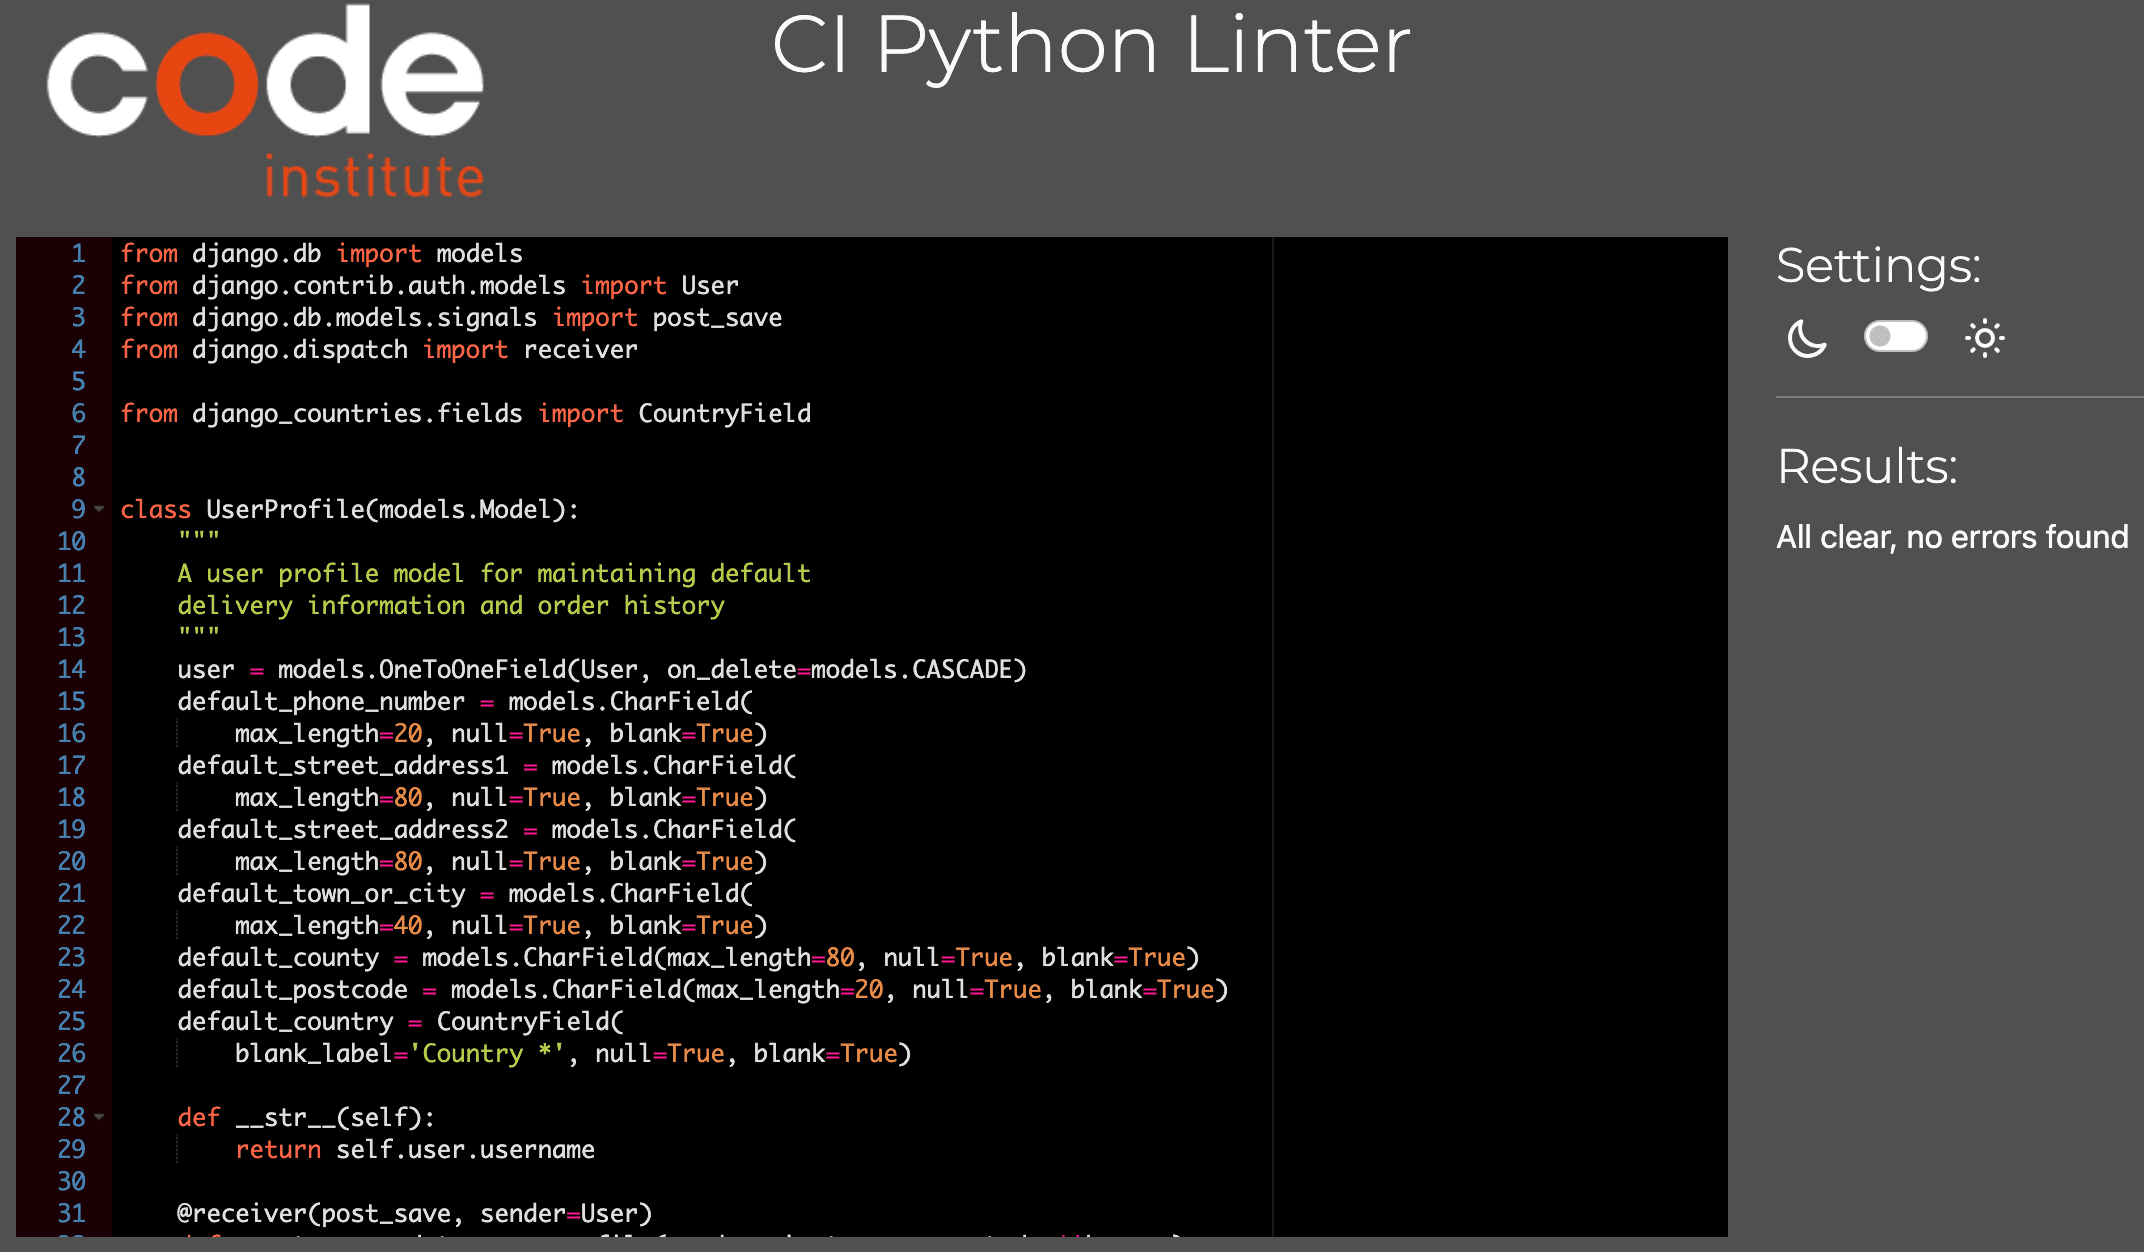 code
institute
CI Python Linter
1 from django.db import models
2 from django.contrib.auth.models import User
3 from django.db.models.signals import post_save
4 from django.dispatch import receiver
5
6 from django_countries.fields import CountryField
7
8
9 class UserProfile(models.Model):
10     """
11     A user profile model for maintaining default
12     delivery information and order history
13     """
14     user = models.OneToOneField(User, on_delete=models.CASCADE)
15     default_phone_number = models.CharField(
16         max_length=20, null=True, blank=True)
17     default_street_address1 = models.CharField(
18         max_length=80, null=True, blank=True)
19     default_street_address2 = models.CharField(
20         max_length=80, null=True, blank=True)
21     default_town_or_city = models.CharField(
22         max_length=40, null=True, blank=True)
23     default_county = models.CharField(max_length=80, null=True, blank=True)
24     default_postcode = models.CharField(max_length=20, null=True, blank=True)
25     default_country = CountryField(
26         blank_label='Country *', null=True, blank=True)
27
28     def __str__(self):
29         return self.user.username
30
31     @receiver(post_save, sender=User)
Settings:
Results:
All clear, no errors found